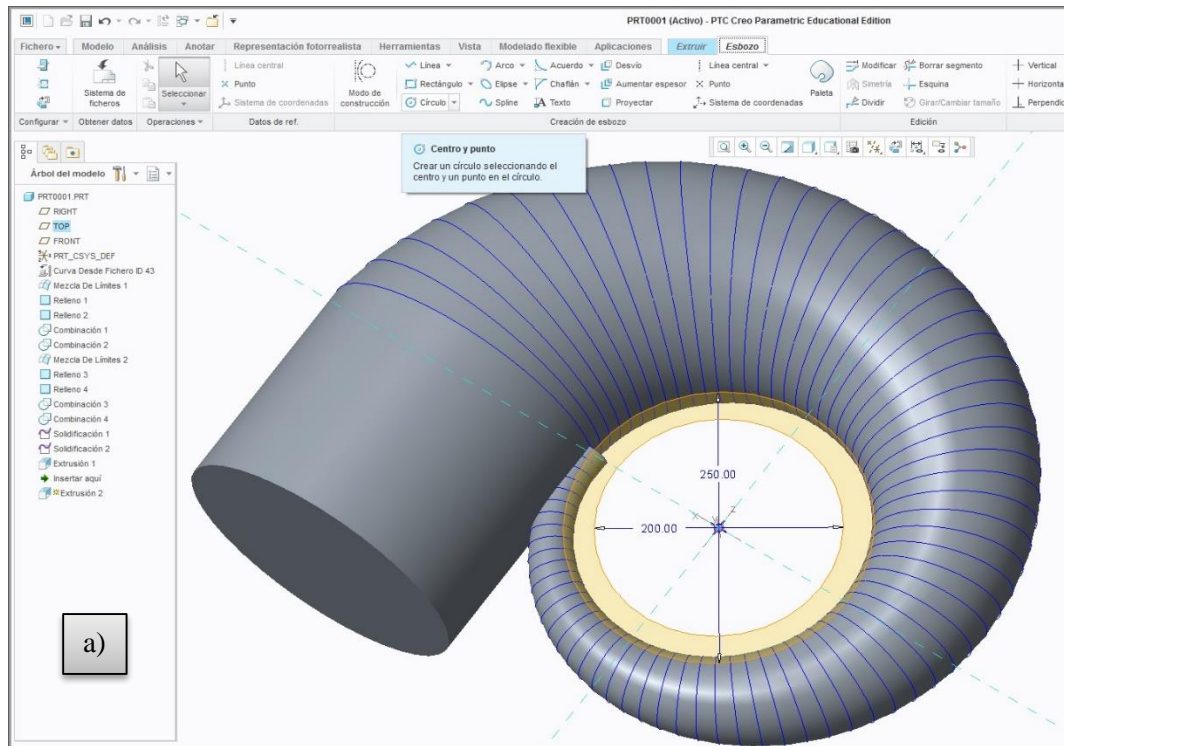 PRT0001 (Activo) - PTC Creo Parametric Educational Edition
Fichero Modelo Análisis Anotar Representación fotorrealista Herramientas Vista Modelado flexible Aplicaciones Extruir Esbozo
Línea central Línea Arco Acuerdo Desvío Línea central Modificar Borrar segmento Vertical
Sistema de ficheros Seleccionar Punto Modo de construcción Rectángulo Elipse Chaflán Aumentar espesor Punto Paleta Simetría Esquina Horizonta
Sistema de coordenadas Círculo Spline Texto Proyectar Sistema de coordenadas Dividir Girar/Cambiar tamaño Perpendic
Configurar Obtener datos Operaciones Datos de ref. Creación de esbozo Edición
Centro y punto
Crear un círculo seleccionando el
centro y un punto en el círculo.
Árbol del modelo
PRT0001.PRT
RIGHT
TOP
FRONT
PRT_CSYS_DEF
Curva Desde Fichero ID 43
Mezcla De Límites 1
Relleno 1
Relleno 2
Combinación 1
Combinación 2
Mezcla De Límites 2
Relleno 3
Relleno 4
Combinación 3
Combinación 4
Solidificación 1
Solidificación 2
Extrusión 1
Insertar aquí
Extrusión 2
250.00
X Z
200.00
a)